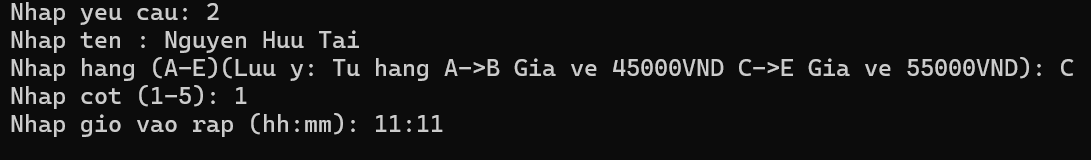 Nhap yeu cau: 2
Nhap ten : Nguyen Huu Tai
Nhap hang (A-E)(Luu y: Tu hang A->B Gia ve 45000VND C->E Gia ve 55000VND): C
Nhap cot (1-5): 1
Nhap gio vao rap (hh:mm): 11:11